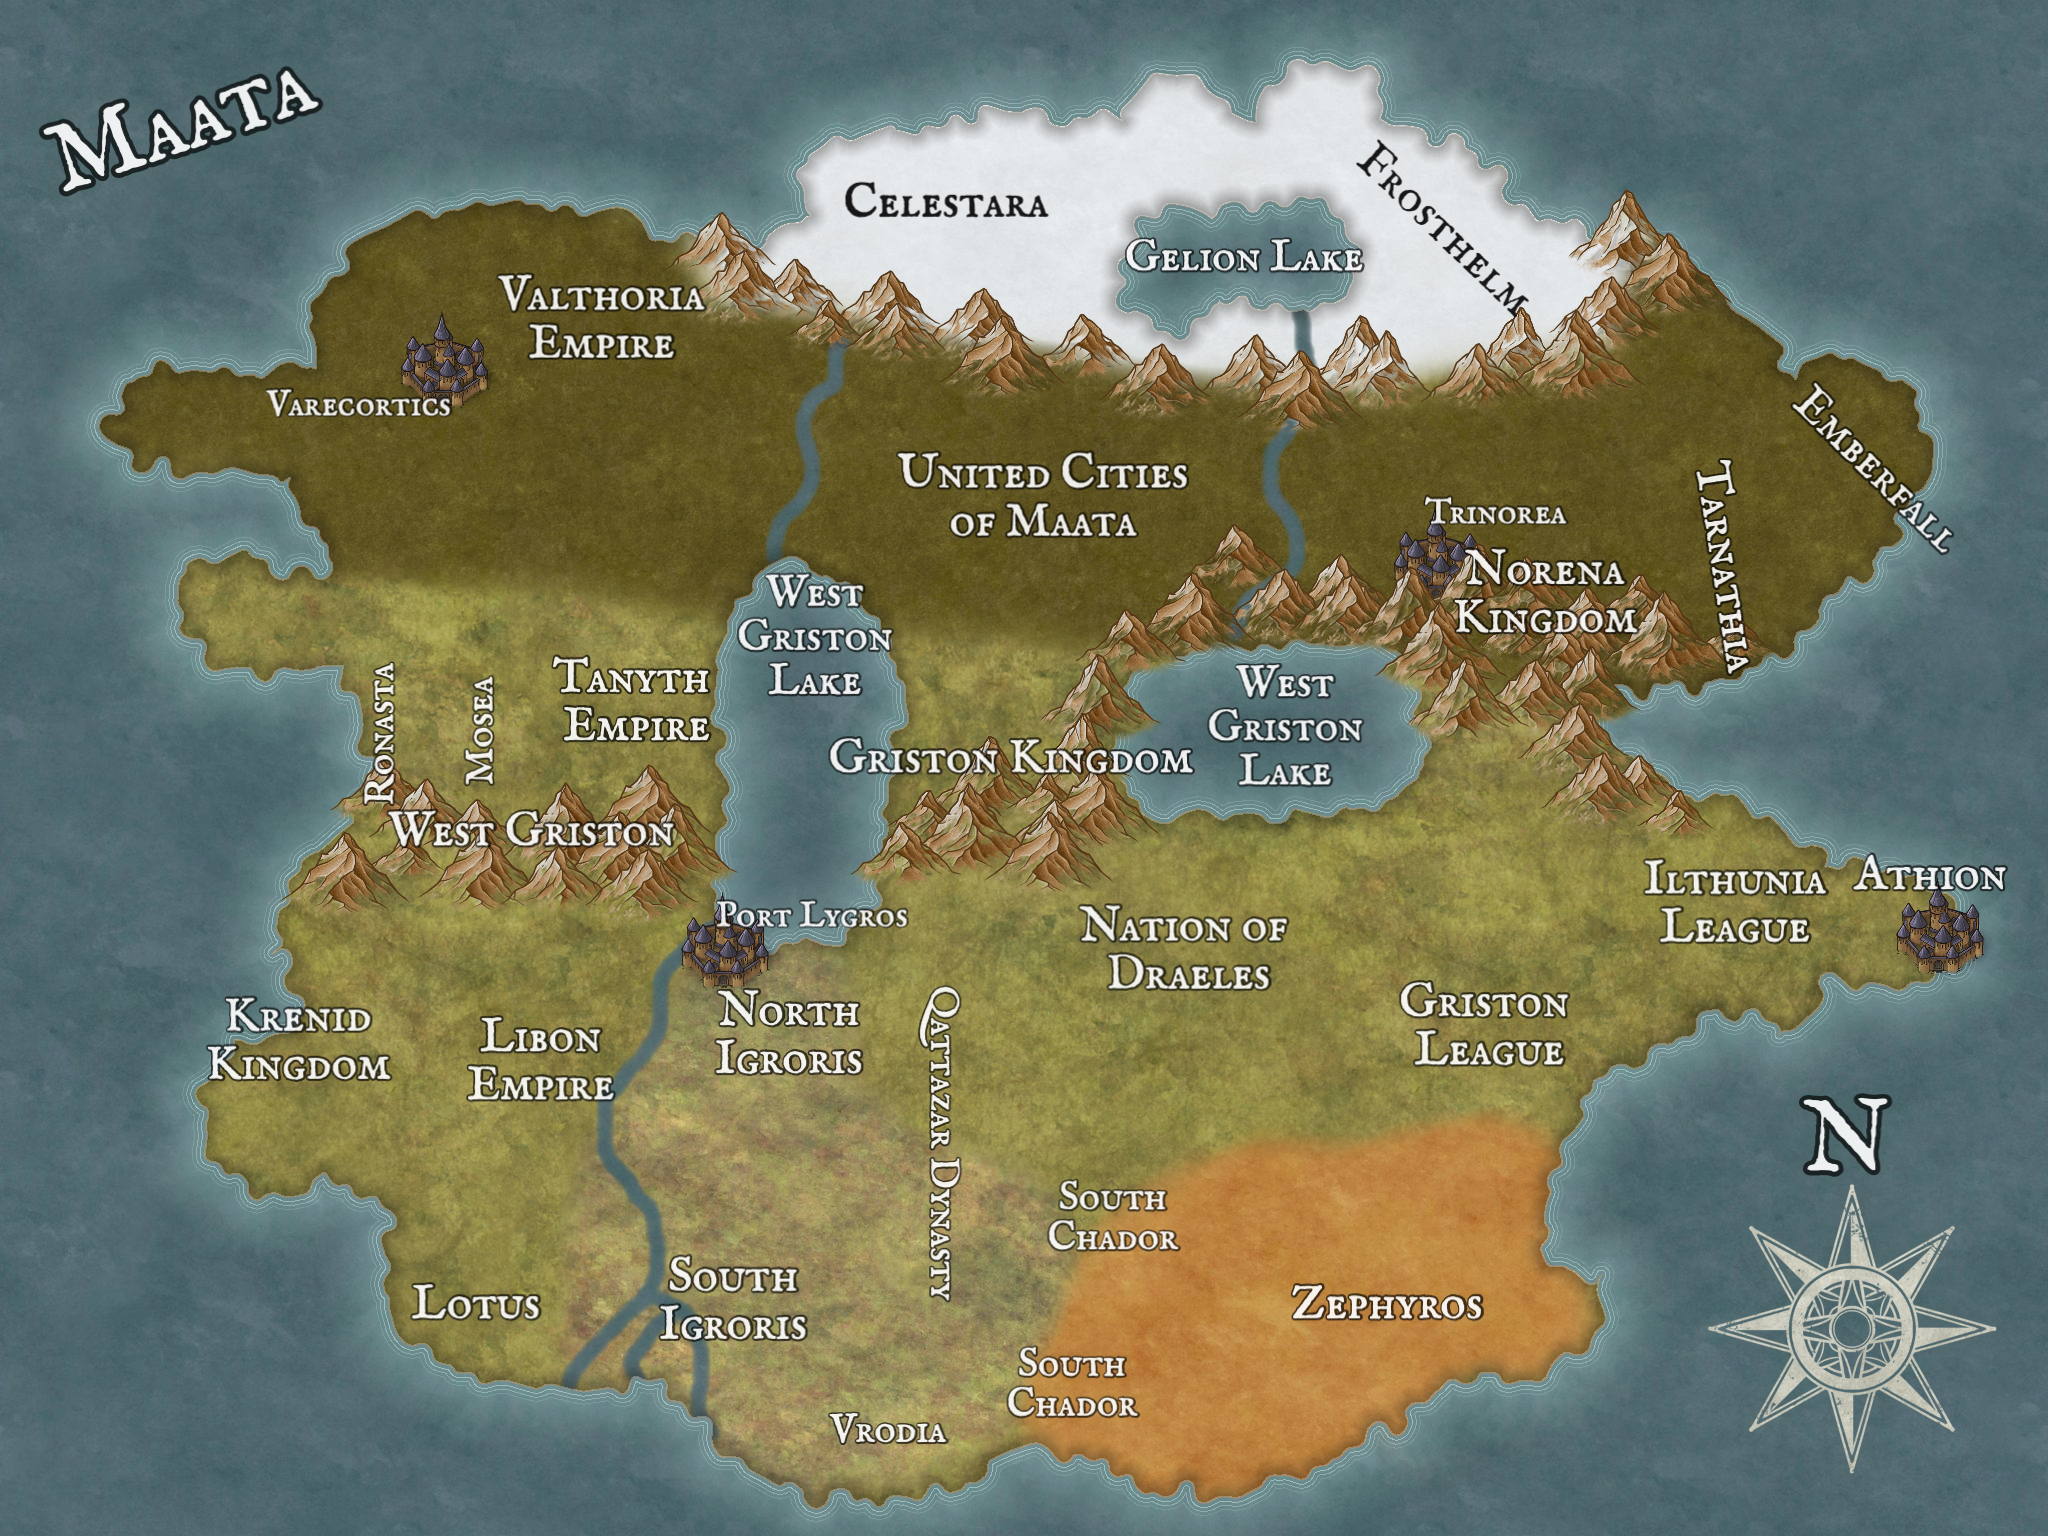 Maata
Celestara
Frosthelm
Gelion Lake
Valthoria
Empire
Varecortics
United Cities
of Maata
Emberfall
Tarnathia
Trinorea
Norena
Kingdom
West
Griston
Lake
Ronasta
Mosea
Tanyth
Empire
West
Griston
Lake
Griston Kingdom
West Griston
Ilthunia
League
Athion
Port Lygros
Nation of
Draeles
Krenid
Kingdom
Libon
Empire
North
Igroris
Qattazar Dynasty
Griston
League
N
South
Chador
Lotus
South
Igroris
Zephyros
South
Chador
Vrodia